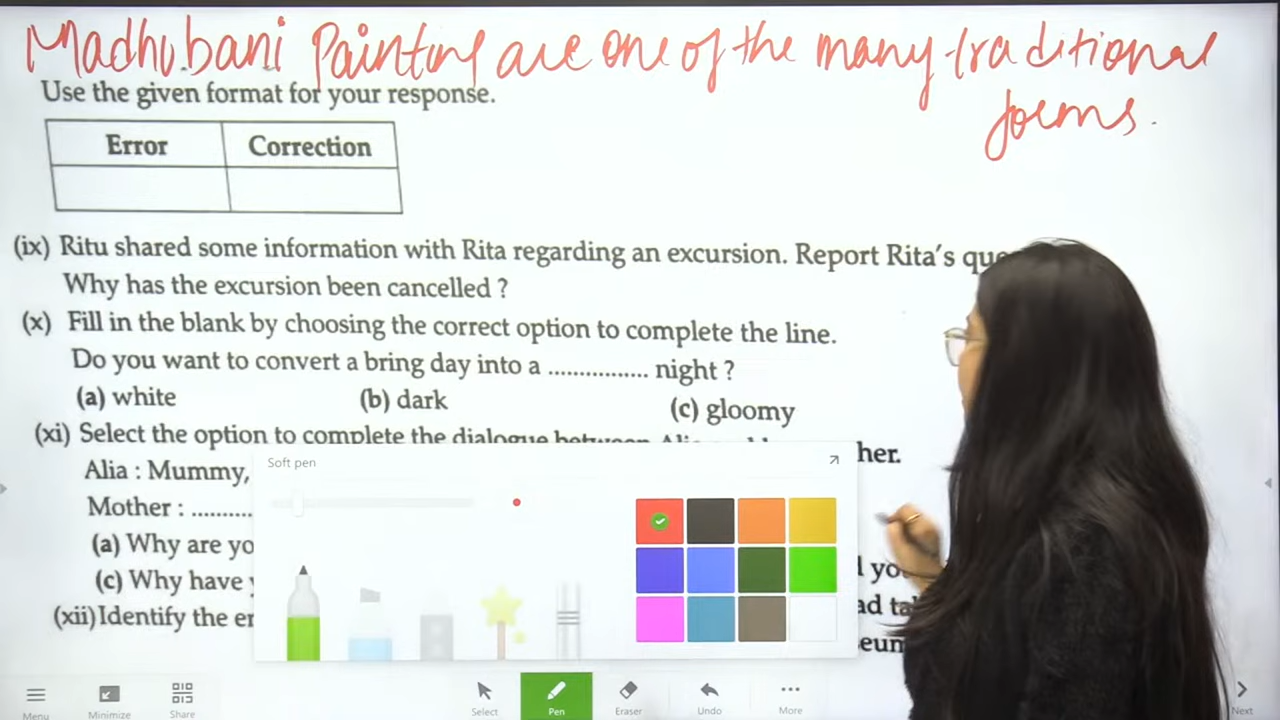 Madhubani Painting are one of the many traditional
forms.
Use the given format for your response.
Error Correction
(ix) Ritu shared some information with Rita regarding an excursion. Report Rita's
Why has the excursion been cancelled ?
(x) Fill in the blank by choosing the correct option to complete the line.
Do you want to convert a bring day into a ................ night ?
(a) white (b) dark (c) gloomy
(xi) Select the option to complete the dialogue between her.
Alia : Mummy,
Mother : ..........
(a) Why are
(c) Why have
(xii) Identify the
Soft pen
Menu Minimize Share Select Pen Eraser Undo More Next